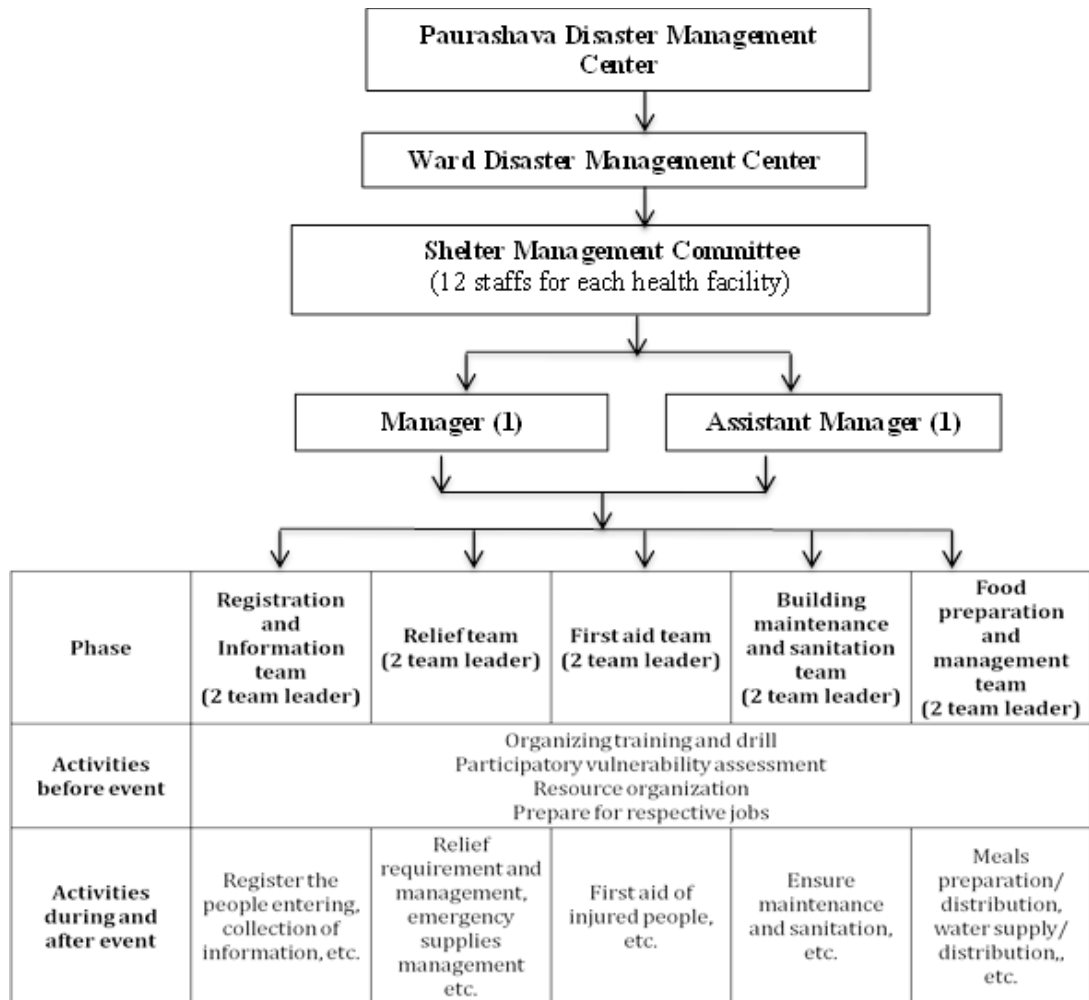 Paurashava Disaster Management
Center
Ward Disaster Management Center
Shelter Management Committee
(12 staffs for each health facility)
Manager (1)
Assistant Manager (1)
Phase
Registration
and
Information
team
(2 team leader)
Relief team
(2 team leader)
First aid team
(2 team leader)
Building
maintenance
and sanitation
team
(2 team leader)
Food
preparation
and
management
team
(2 team leader)
Activities
before event
Organizing training and drill
Participatory vulnerability assessment
Resource organization
Prepare for respective jobs
Activities
during and
after event
Register the
people entering,
collection of
information, etc.
Relief
requirement and
management,
emergency
supplies
management
etc.
First aid of
injured people,
etc.
Ensure
maintenance
and sanitation,
etc.
Meals
preparation/
distribution,
water supply/
distribution,,
etc.